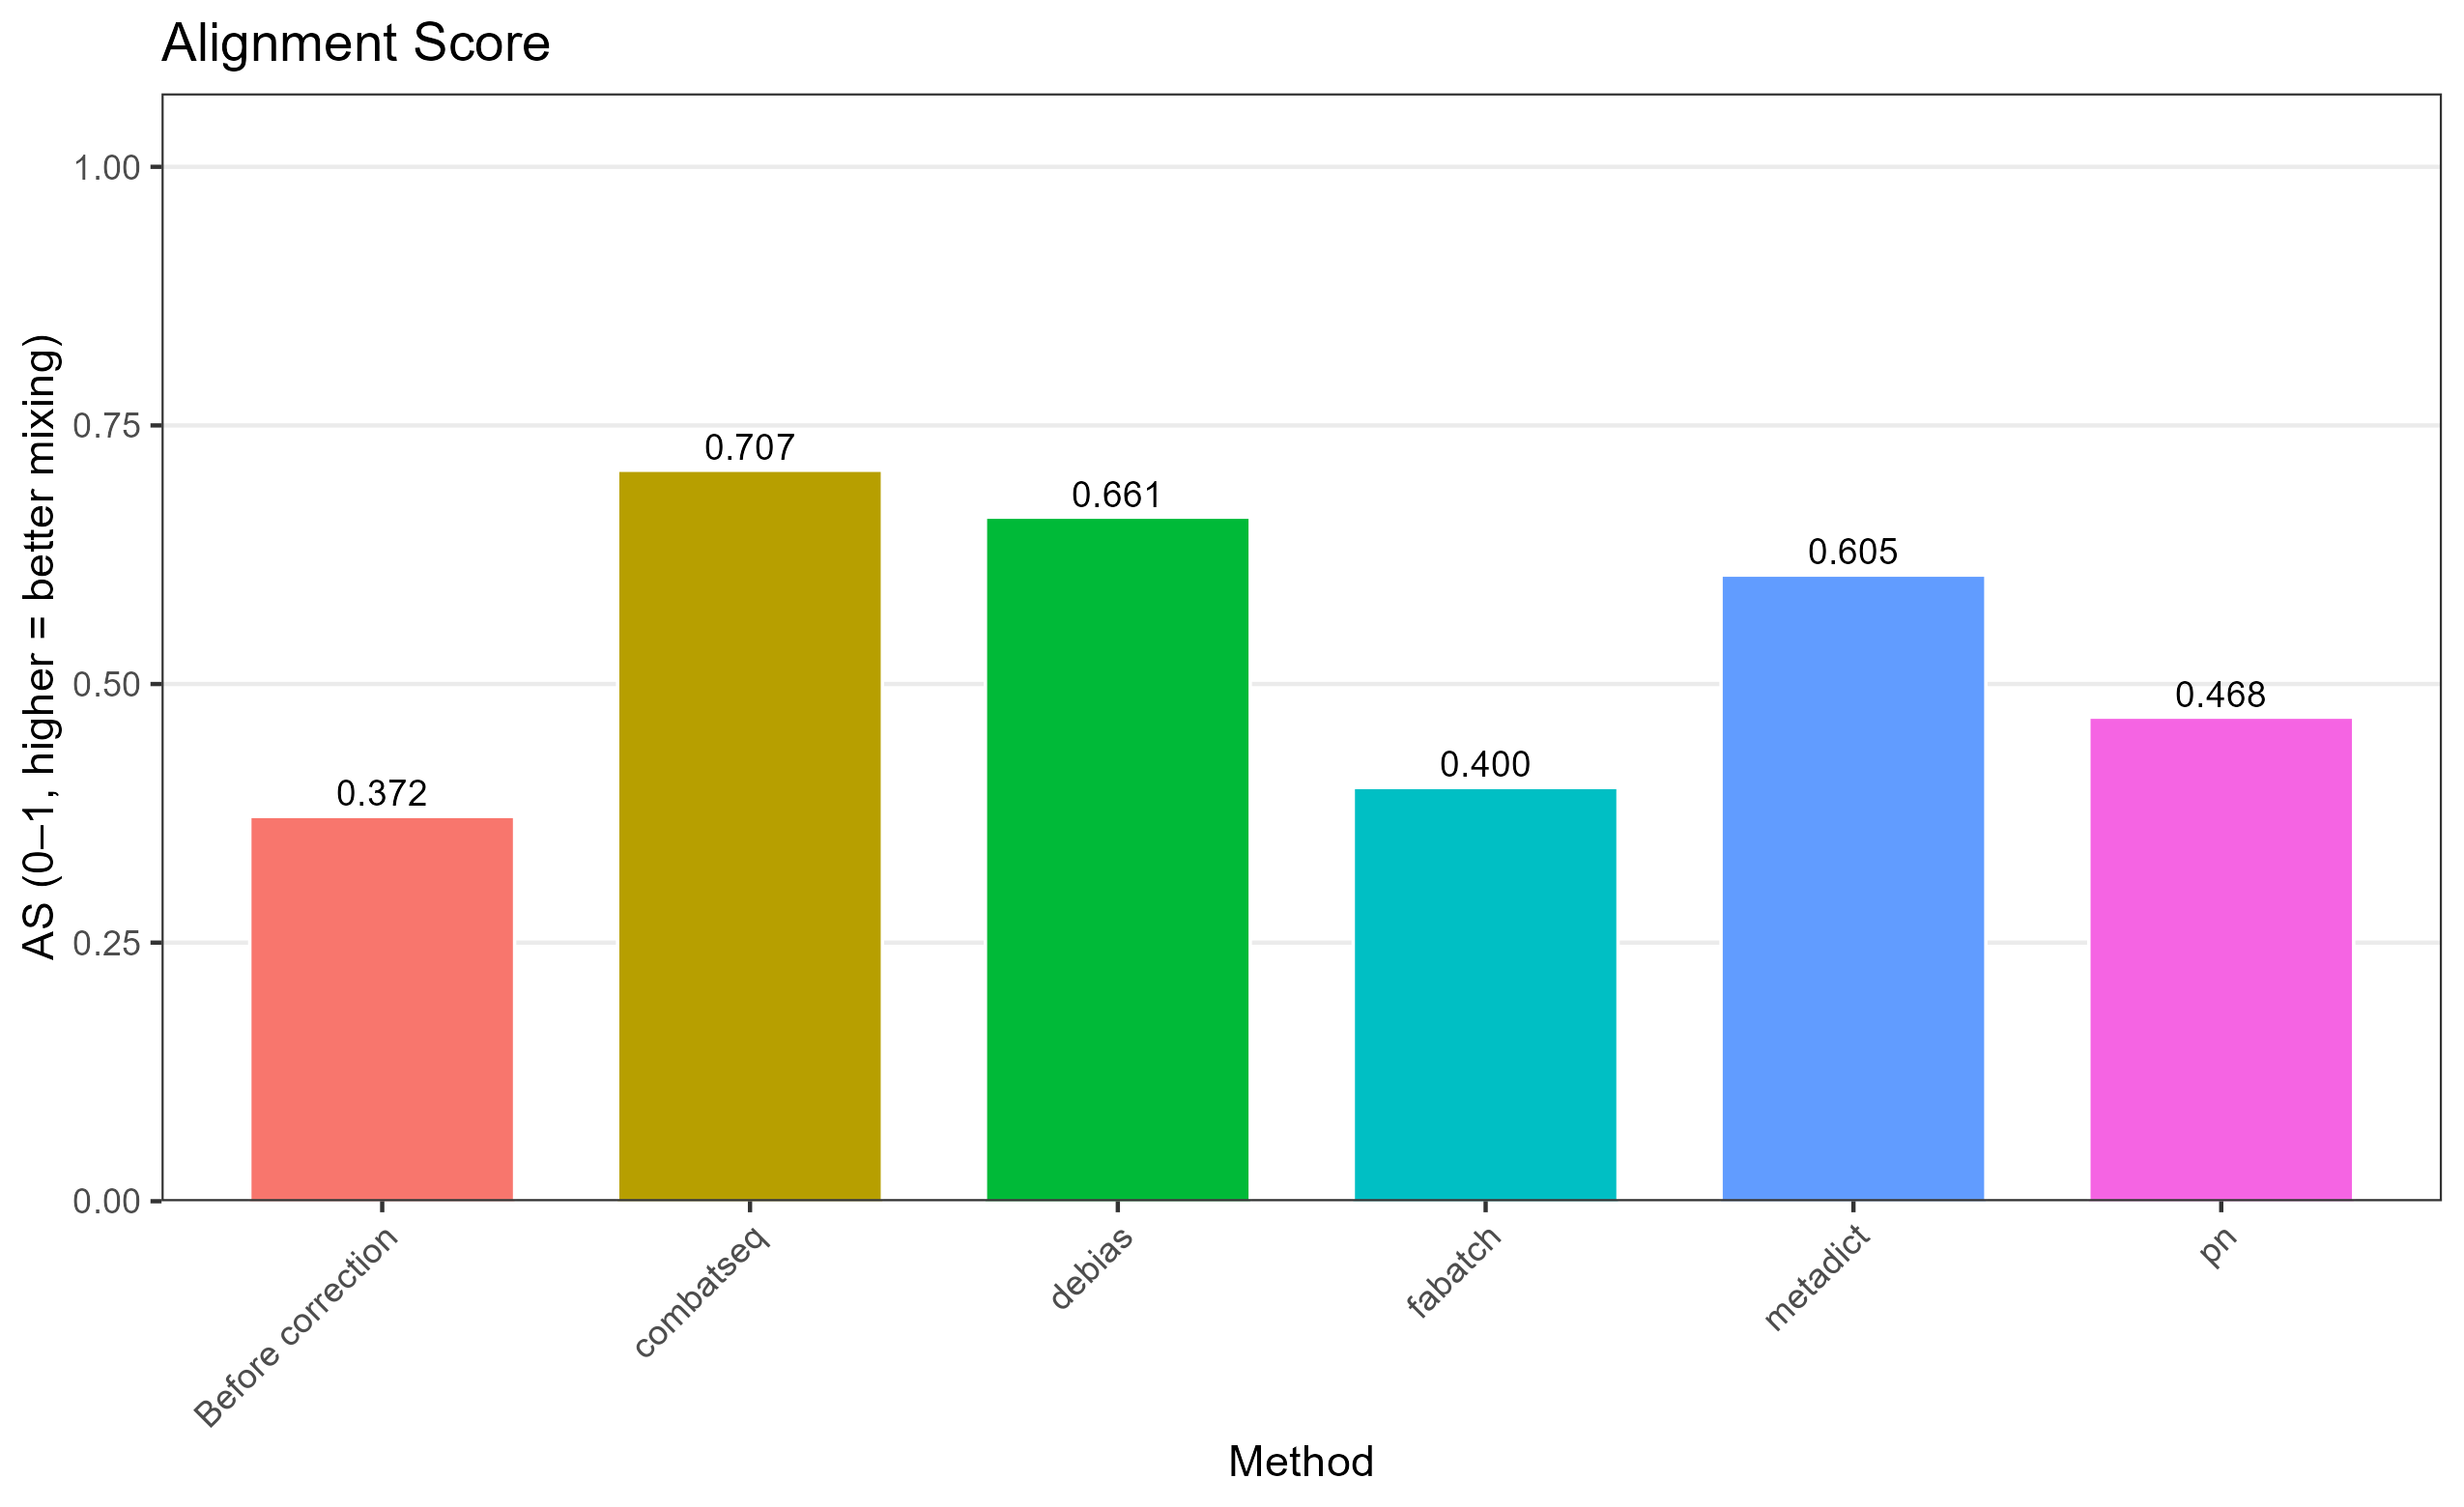 Alignment Score
AS (0–1, higher = better mixing)
1.00
0.75
0.50
0.25
0.00
0.372
0.707
0.661
0.400
0.605
0.468
Before correction
combatseq
debias
fabatch
metadict
pn
Method